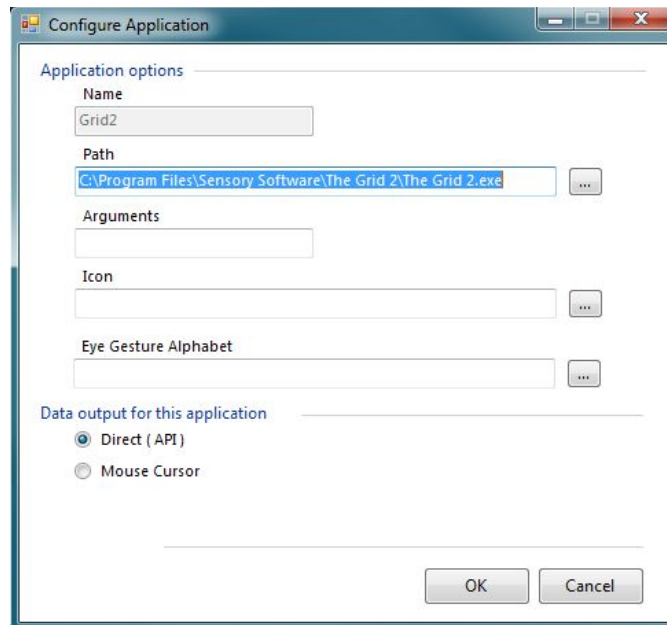 Configure Application
Application options
Name
Grid2
Path
C:\Program Files\Sensory Software\The Grid 2\The Grid 2.exe
...
Arguments
Icon
...
Eye Gesture Alphabet
...
Data output for this application
Direct ( API )
Mouse Cursor
OK Cancel